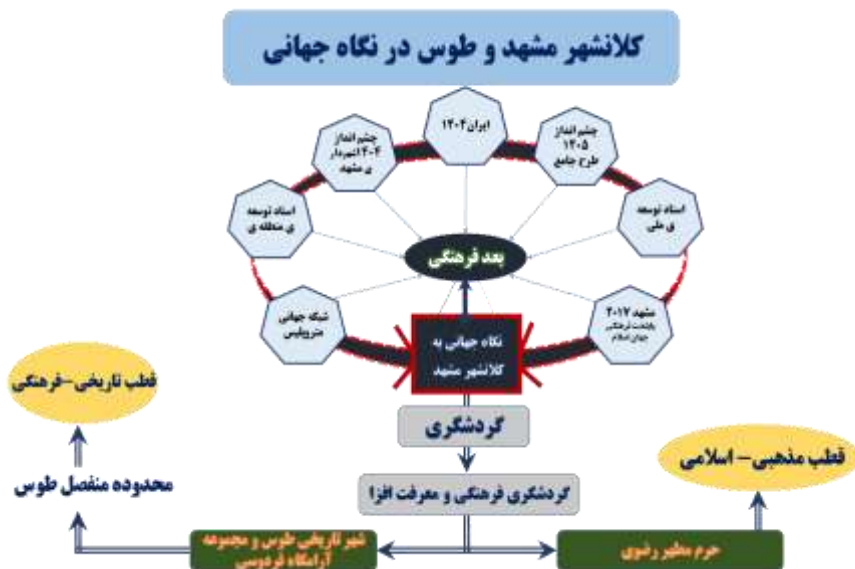 کلانشهر مشهد و طوس در نگاه جهانی
ایران ۱۴۰۴
چشم انداز
۱۴۰۵
طرح جامع
چشم انداز
۱۴۰۴ شهردار
ی مشهد
اسناد توسعه
ی ملی
اسناد توسعه
ی منطقه ی
بعد فرهنگی
مشهد ۲۰۱۷
پایتخت فرهنگی
جهان اسلام
شبکه جهانی
متروپلیس
نگاه جهانی به
کلانشهر مشهد
گردشگری
گردشگری فرهنگی و معرفت افزا
قطب مذهبی- اسلامی
قطب تاریخی-فرهنگی
محدوده منفصل طوس
حرم مطهر رضوی
شهر تاریخی طوس و مجموعه
آرامگاه فردوسی